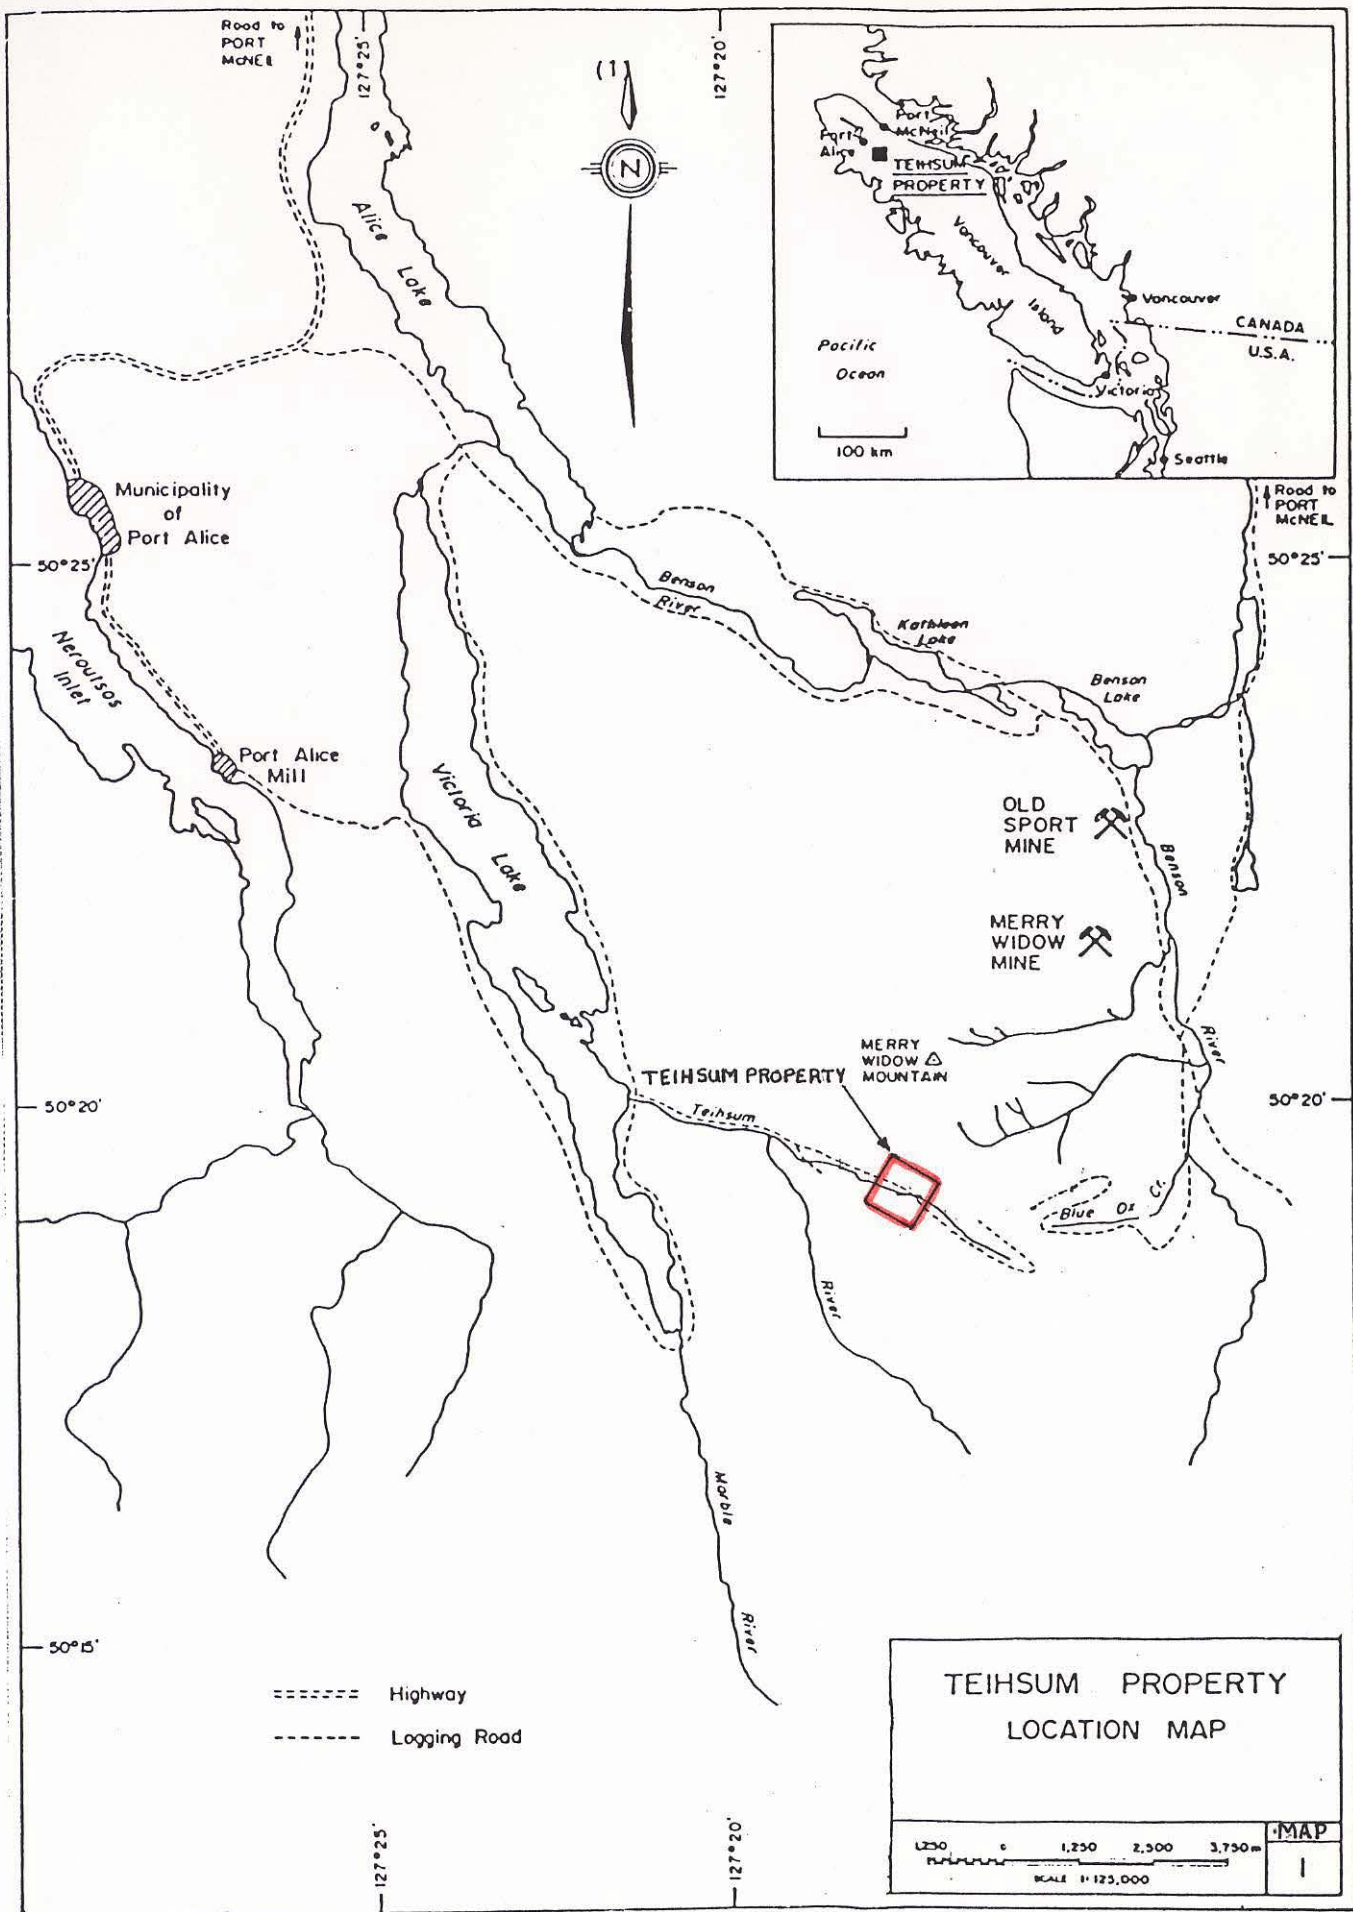 Road to
PORT
McNEIL
127°25'
(1)
N
127°20'
Port
McNeil
Port
Alice
TEIHSUM
PROPERTY
Vancouver
Island
Vancouver
CANADA
U.S.A.
Pacific
Ocean
Victoria
100 km
Seattle
Alice
Lake
Road to
PORT
McNEIL
Municipality
of
Port Alice
50°25'
50°25'
Benson
River
Kathleen
Lake
Neroutsos
Inlet
Benson
Lake
Port Alice
Mill
Victoria
Lake
OLD
SPORT
MINE
Benson
MERRY
WIDOW
MINE
River
MERRY
WIDOW
MOUNTAIN
TEIHSUM PROPERTY
50°20'
Teihsum
50°20'
Blue Ox Cr.
River
Marble
River
50°15'
Highway
Logging Road
TEIHSUM PROPERTY
LOCATION MAP
1,250 0 1,250 2,500 3,750m
SCALE 1:125,000
MAP
1
127°25'
127°20'